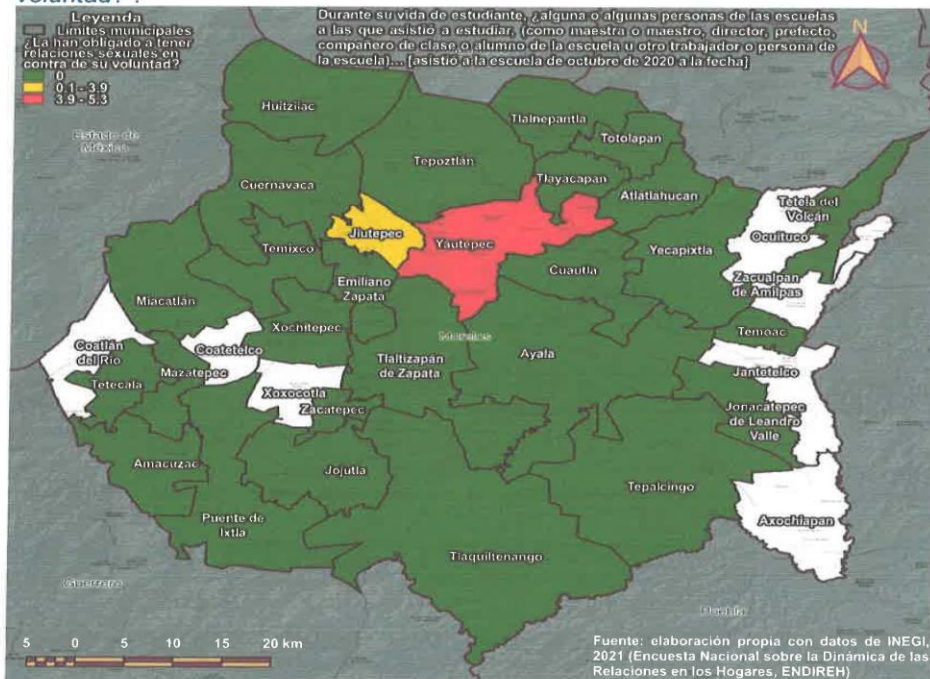 voluntad? .
Leyenda
Límites municipales
¿La han obligado a tener
relaciones sexuales en
contra de su voluntad?
0
0.1 - 3.9
3.9 - 5.3
Durante su vida de estudiante, ¿alguna o algunas personas de las escuelas
a las que asistió a estudiar, (como maestra o maestro, director, prefecto,
compañero de clase o alumno de la escuela u otro trabajador o persona de
la escuela)... [asistió a la escuela de octubre de 2020 a la fecha]
N
Huitzilac
Tlalnepantla
Totolapan
Estado de
México
Tepoztlán
Cuernavaca
Tlayacapan
Atlatlahucan
Tetela del
Volcán
Ocuituco
Jiutepec
Yautepec
Temixco
Yecapixtla
Cuautla
Emiliano
Zapata
Zacualpan
de Amilpas
Miacatlán
Xochitepec
Morelos
Temoac
Coatlán
del Río
Coatetelco
Mazatepec
Tlaltizapán
de Zapata
Ayala
Jantetelco
Tetecala
Xoxocotla
Zacatepec
Jonacatepec
de Leandro
Valle
Amacuzac
Jojutla
Tepalcingo
Puente de
Ixtla
Axochiapan
Tlaquiltenango
Guerrero
Puebla
5 0 5 10 15 20 km
Fuente: elaboración propia con datos de INEGI,
2021 (Encuesta Nacional sobre la Dinámica de las
Relaciones en los Hogares, ENDIREH)